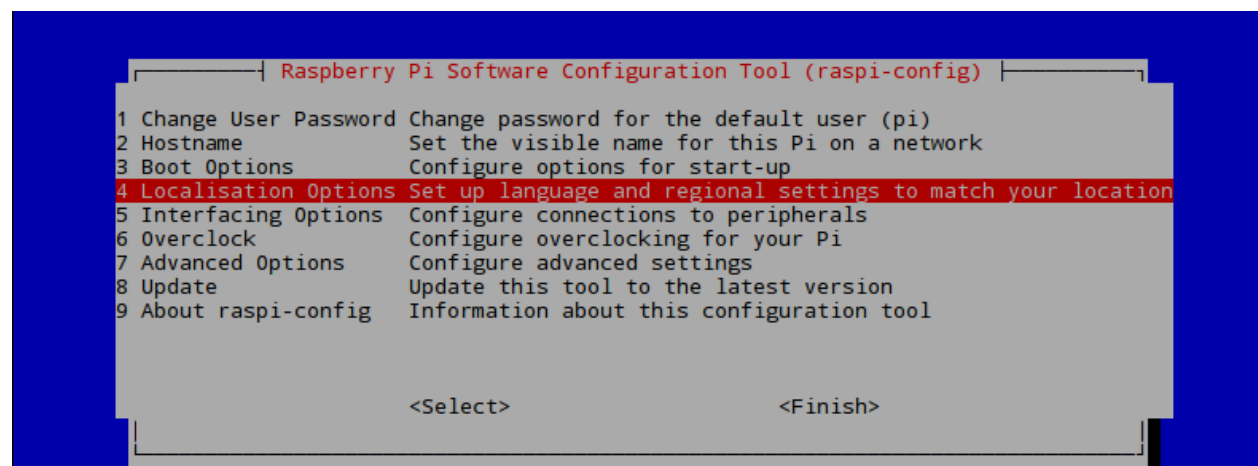 Raspberry Pi Software Configuration Tool (raspi-config)
1 Change User Password Change password for the default user (pi)
2 Hostname Set the visible name for this Pi on a network
3 Boot Options Configure options for start-up
4 Localisation Options Set up language and regional settings to match your location
5 Interfacing Options Configure connections to peripherals
6 Overclock Configure overclocking for your Pi
7 Advanced Options Configure advanced settings
8 Update Update this tool to the latest version
9 About raspi-config Information about this configuration tool
<Select> <Finish>